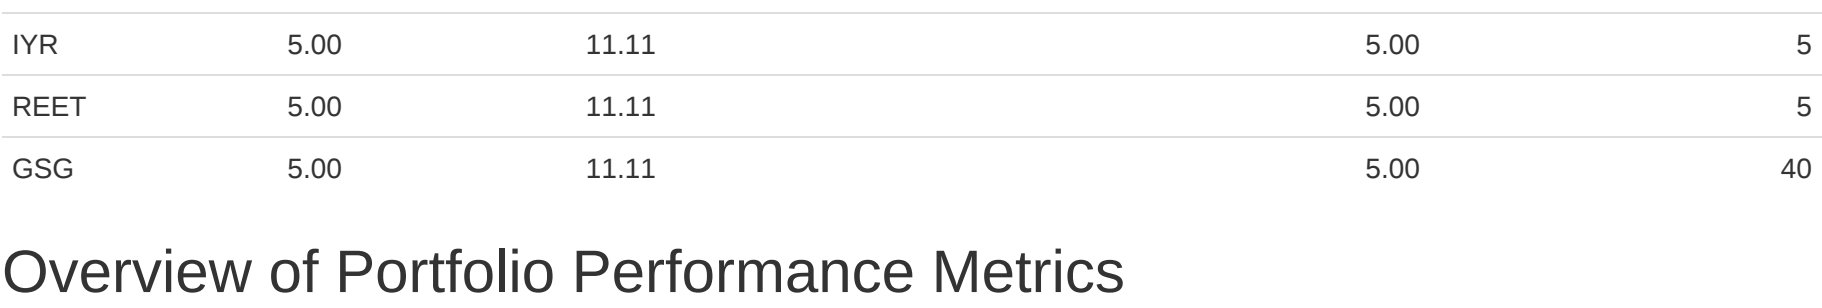 IYR 5.00 11.11 5.00 5
REET 5.00 11.11 5.00 5
GSG 5.00 11.11 5.00 40
Overview of Portfolio Performance Metrics